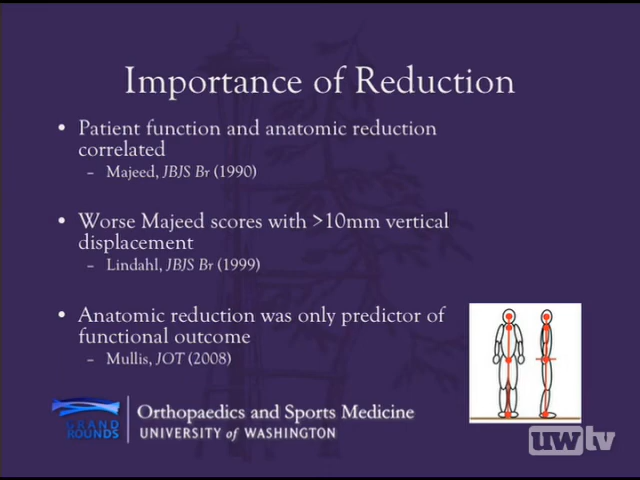 Importance of Reduction
• Patient function and anatomic reduction
correlated
– Majeed, JBJS Br (1990)
• Worse Majeed scores with >10mm vertical
displacement
– Lindahl, JBJS Br (1999)
• Anatomic reduction was only predictor of
functional outcome
– Mullis, JOT (2008)
GRAND
ROUNDS
Orthopaedics and Sports Medicine
UNIVERSITY of WASHINGTON
uwtv